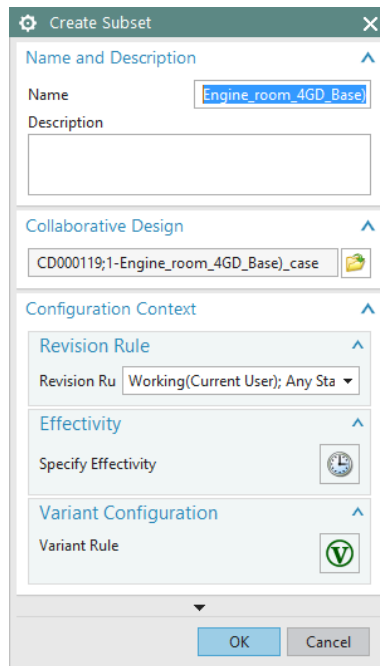 Create Subset
Name and Description
Name Engine_room_4GD_Base)
Description
Collaborative Design
CD000119;1-Engine_room_4GD_Base)_case
Configuration Context
Revision Rule
Revision Ru Working(Current User); Any Sta
Effectivity
Specify Effectivity
Variant Configuration
Variant Rule V
OK Cancel